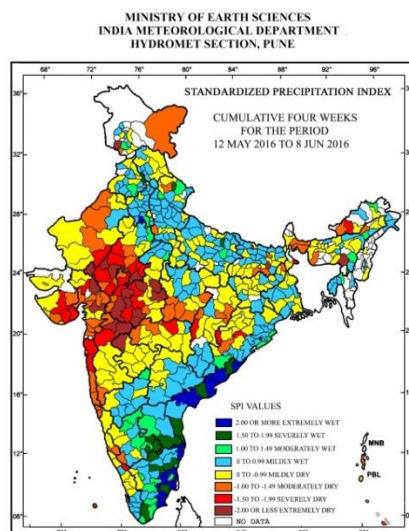 MINISTRY OF EARTH SCIENCES
INDIA METEOROLOGICAL DEPARTMENT
HYDROMET SECTION, PUNE
68° 72° 76° 80° 84° 88° 92° 96°
STANDARDIZED PRECIPITATION INDEX
CUMULATIVE FOUR WEEKS
FOR THE PERIOD
12 MAY 2016 TO 8 JUN 2016
36°
32°
28°
24°
20°
16°
12°
08°
SPI VALUES
2.00 OR MORE EXTREMELY WET
1.50 TO 1.99 SEVERELY WET
1.00 TO 1.49 MODERATELY WET
0 TO 0.99 MILDLY WET
0 TO -0.99 MILDLY DRY
-1.00 TO -1.49 MODERATELY DRY
-1.50 TO -1.99 SEVERELY DRY
-2.00 OR LESS EXTREMELY DRY
NO DATA
MNB
PBL
72° 76° 80°